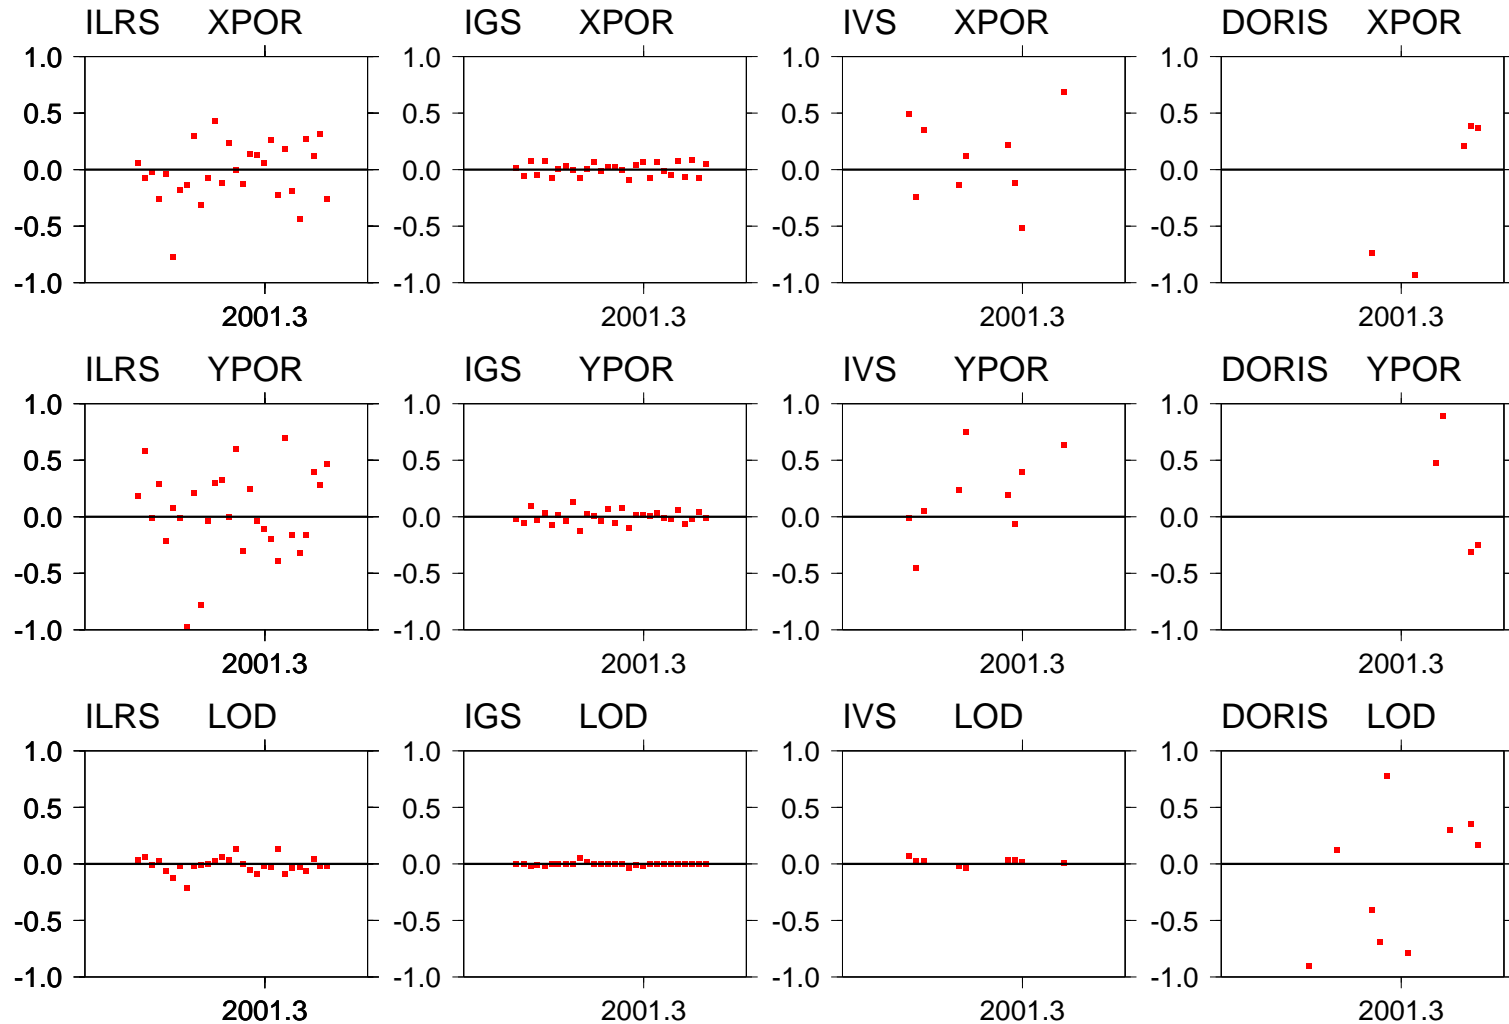 ILRS XPOR IGS XPOR IVS XPOR DORIS XPOR
1.0 1.0 1.0 1.0
0.5 0.5 0.5 0.5
0.0 0.0 0.0 0.0
-0.5 -0.5 -0.5 -0.5
-1.0 -1.0 -1.0 -1.0
2001.3 2001.3 2001.3 2001.3
ILRS YPOR IGS YPOR IVS YPOR DORIS YPOR
1.0 1.0 1.0 1.0
0.5 0.5 0.5 0.5
0.0 0.0 0.0 0.0
-0.5 -0.5 -0.5 -0.5
-1.0 -1.0 -1.0 -1.0
2001.3 2001.3 2001.3 2001.3
ILRS LOD IGS LOD IVS LOD DORIS LOD
1.0 1.0 1.0 1.0
0.5 0.5 0.5 0.5
0.0 0.0 0.0 0.0
-0.5 -0.5 -0.5 -0.5
-1.0 -1.0 -1.0 -1.0
2001.3 2001.3 2001.3 2001.3